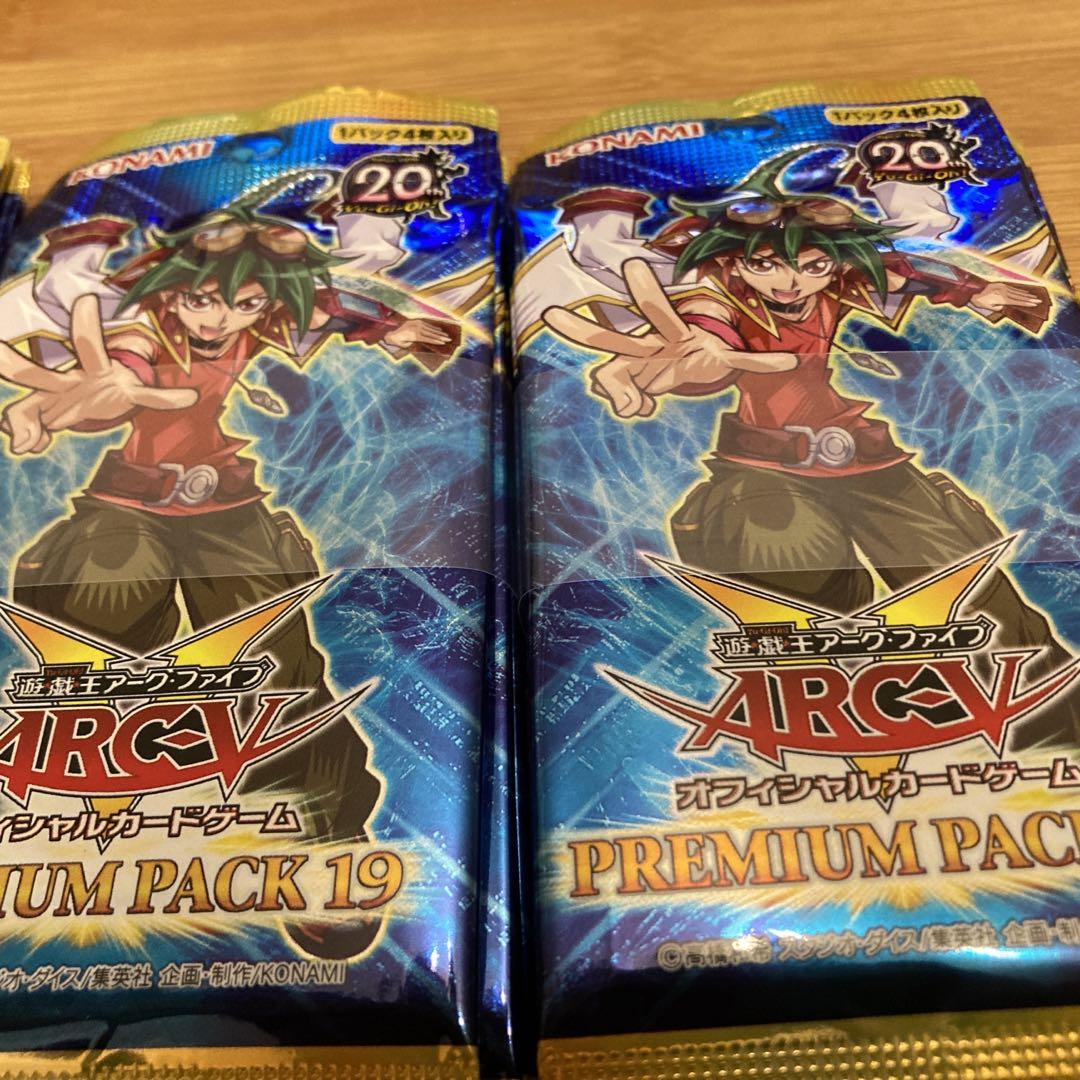 KONAMI
1パック4枚入り
20th
Yu-Gi-Oh!
遊・戯・王アーク・ファイブ
ARC-V
ィシャルカードゲーム
IUM PACK 19
オ・ダイス/集英社 企画・制作/KONAMI
KONAMI
1パック4枚入り
20th
Yu-Gi-Oh!
遊・戯・王アーク・ファイブ
ARC-V
オフィシャルカードゲーム
PREMIUM PAC
©高橋和希 スタジオ・ダイス/集英社 企画・制